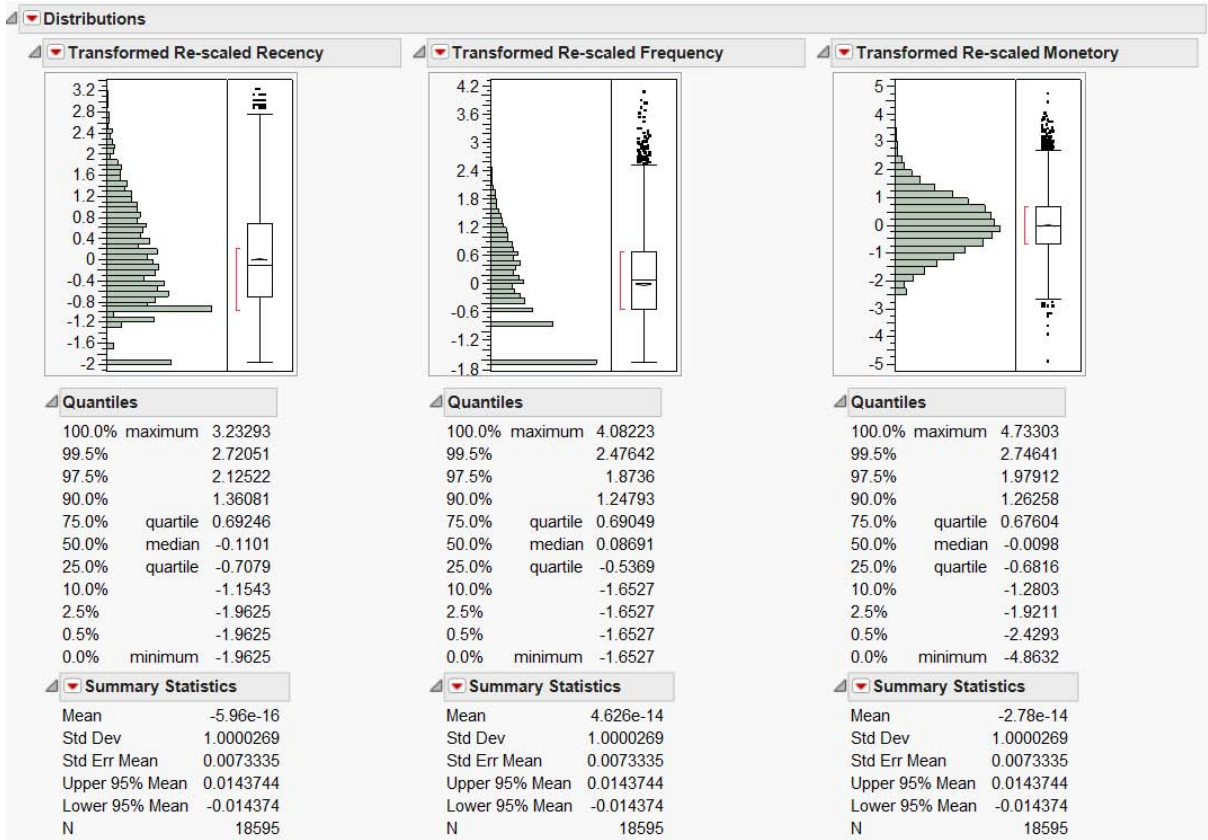 Distributions
Transformed Re-scaled Recency
3.2
2.8
2.4
2
1.6
1.2
0.8
0.4
0
-0.4
-0.8
-1.2
-1.6
-2
Quantiles
100.0% maximum 3.23293
99.5% 2.72051
97.5% 2.12522
90.0% 1.36081
75.0% quartile 0.69246
50.0% median -0.1101
25.0% quartile -0.7079
10.0% -1.1543
2.5% -1.9625
0.5% -1.9625
0.0% minimum -1.9625
Summary Statistics
Mean -5.96e-16
Std Dev 1.0000269
Std Err Mean 0.0073335
Upper 95% Mean 0.0143744
Lower 95% Mean -0.014374
N 18595
Transformed Re-scaled Frequency
4.2
3.6
3
2.4
1.8
1.2
0.6
0
-0.6
-1.2
-1.8
Quantiles
100.0% maximum 4.08223
99.5% 2.47642
97.5% 1.8736
90.0% 1.24793
75.0% quartile 0.69049
50.0% median 0.08691
25.0% quartile -0.5369
10.0% -1.6527
2.5% -1.6527
0.5% -1.6527
0.0% minimum -1.6527
Summary Statistics
Mean 4.626e-14
Std Dev 1.0000269
Std Err Mean 0.0073335
Upper 95% Mean 0.0143744
Lower 95% Mean -0.014374
N 18595
Transformed Re-scaled Monetory
5
4
3
2
1
0
-1
-2
-3
-4
-5
Quantiles
100.0% maximum 4.73303
99.5% 2.74641
97.5% 1.97912
90.0% 1.26258
75.0% quartile 0.67604
50.0% median -0.0098
25.0% quartile -0.6816
10.0% -1.2803
2.5% -1.9211
0.5% -2.4293
0.0% minimum -4.8632
Summary Statistics
Mean -2.78e-14
Std Dev 1.0000269
Std Err Mean 0.0073335
Upper 95% Mean 0.0143744
Lower 95% Mean -0.014374
N 18595